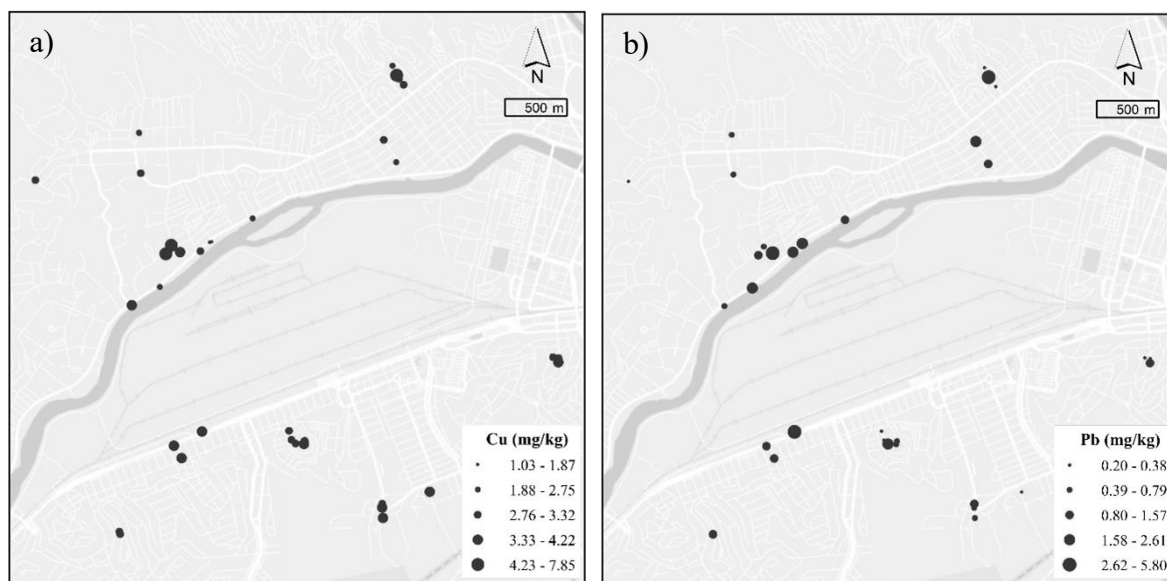 a)
N
500 m
Cu (mg/kg)
1.03 - 1.87
1.88 - 2.75
2.76 - 3.32
3.33 - 4.22
4.23 - 7.85
b)
N
500 m
Pb (mg/kg)
0.20 - 0.38
0.39 - 0.79
0.80 - 1.57
1.58 - 2.61
2.62 - 5.80